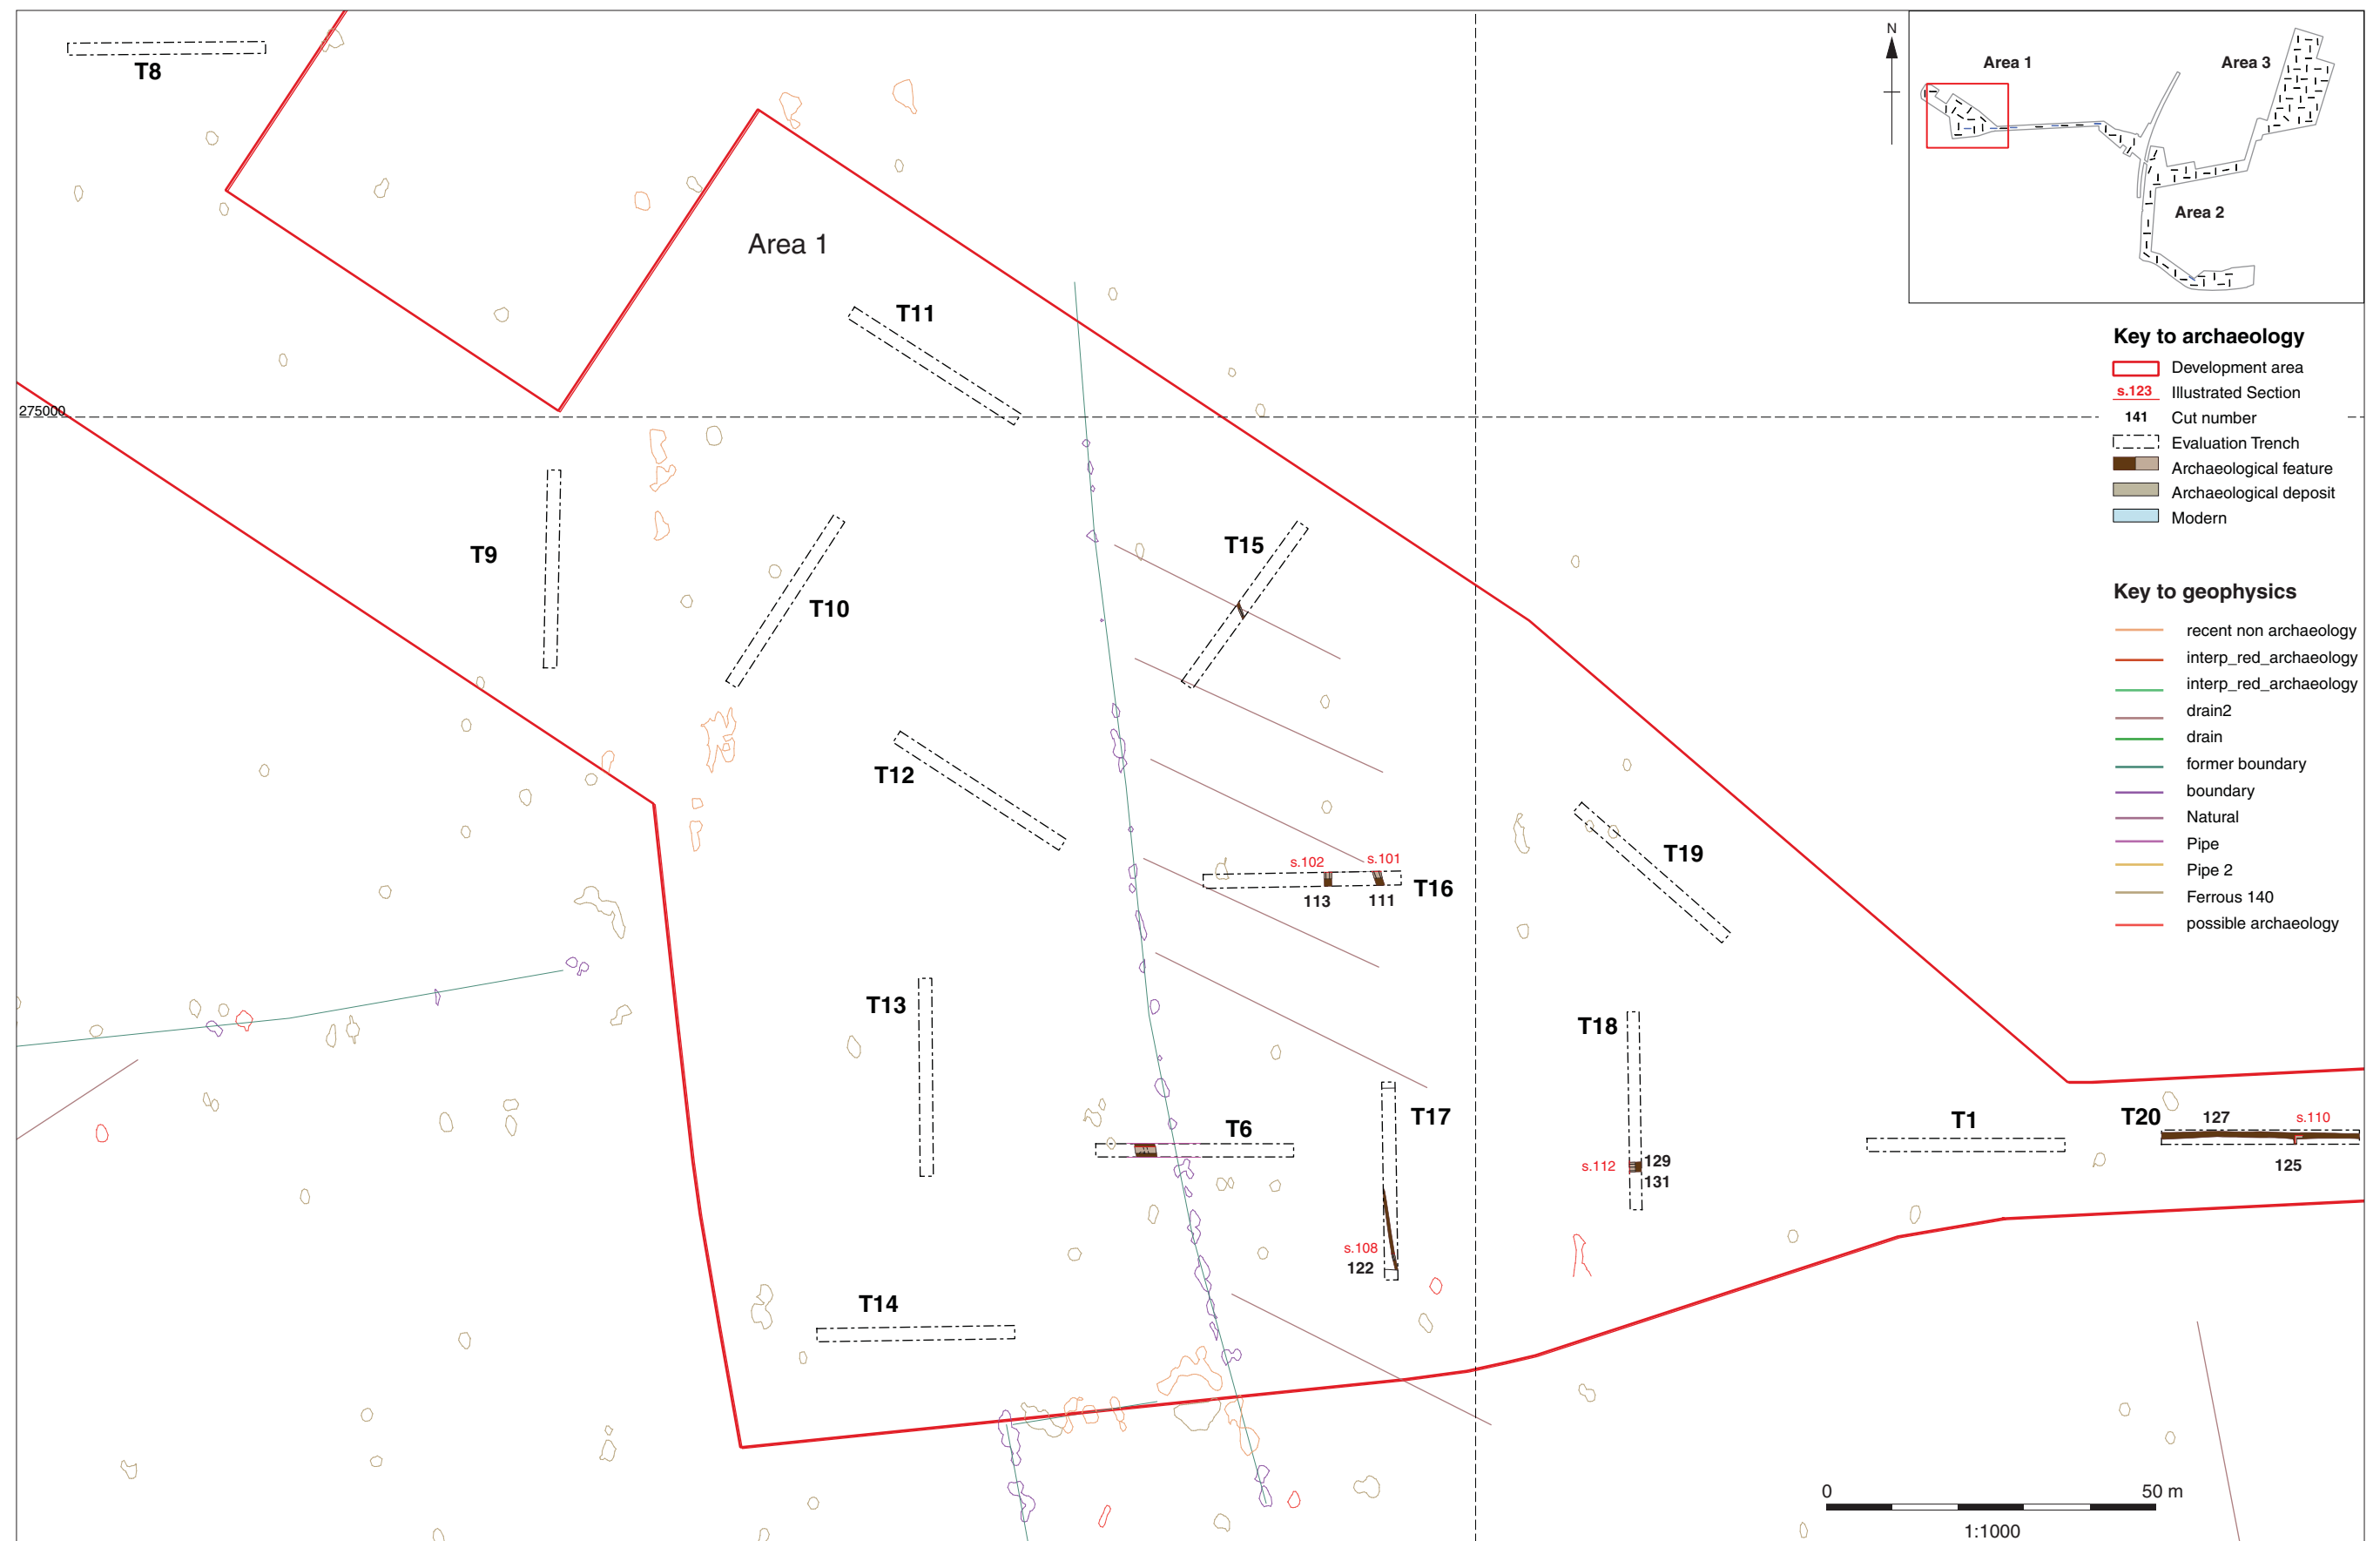 T8
N
Area 1
Area 3
Area 2
Area 1
T11
275000
Key to archaeology
Development area
s.123 Illustrated Section
141 Cut number
Evaluation Trench
Archaeological feature
Archaeological deposit
Modern
T9
T10
T15
Key to geophysics
recent non archaeology
interp_red_archaeology
interp_red_archaeology
drain2
drain
former boundary
boundary
Natural
Pipe
Pipe 2
Ferrous 140
possible archaeology
T12
s.102
s.101
T16
113
111
T19
T13
T18
T17
T6
T1
T20
127
s.110
125
s.112
129
131
s.108
122
T14
0
50 m
1:1000